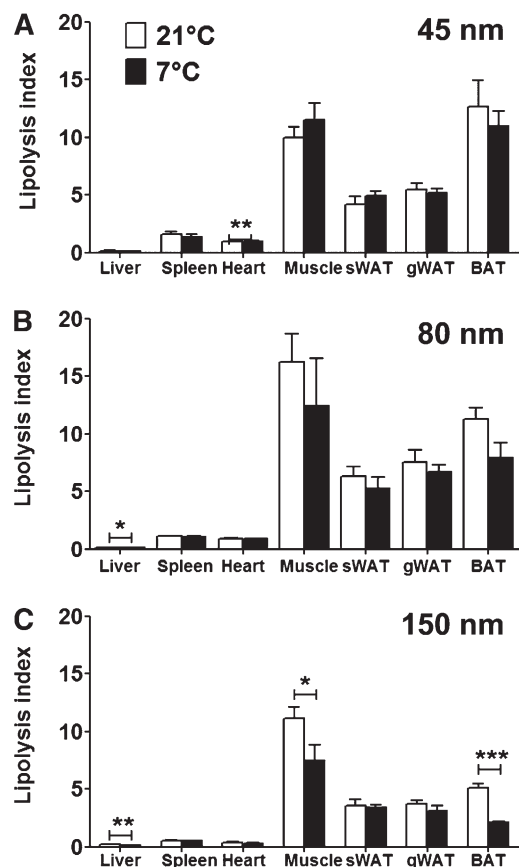 A
20
21°C
45 nm
7°C
15
Lipolysis index
10
5
**
0
Liver Spleen Heart Muscle sWAT gWAT BAT
B
20
80 nm
15
Lipolysis index
10
5
*
0
Liver Spleen Heart Muscle sWAT gWAT BAT
C
20
150 nm
15
Lipolysis index
*
10
***
5
**
0
Liver Spleen Heart Muscle sWAT gWAT BAT